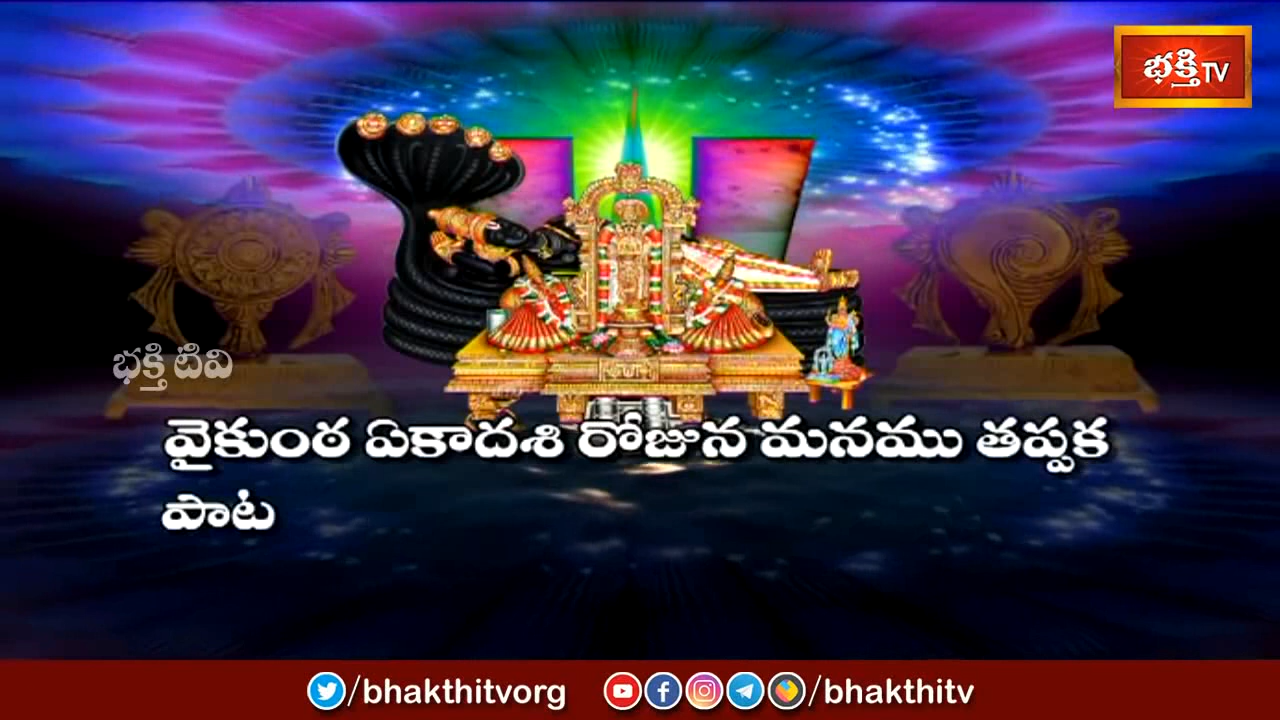 భక్తి TV
భక్తి టివి
వైకుంఠ ఏకాదశి రోజున మనము తప్పక
పాట
/bhakthitvorg /bhakthitv